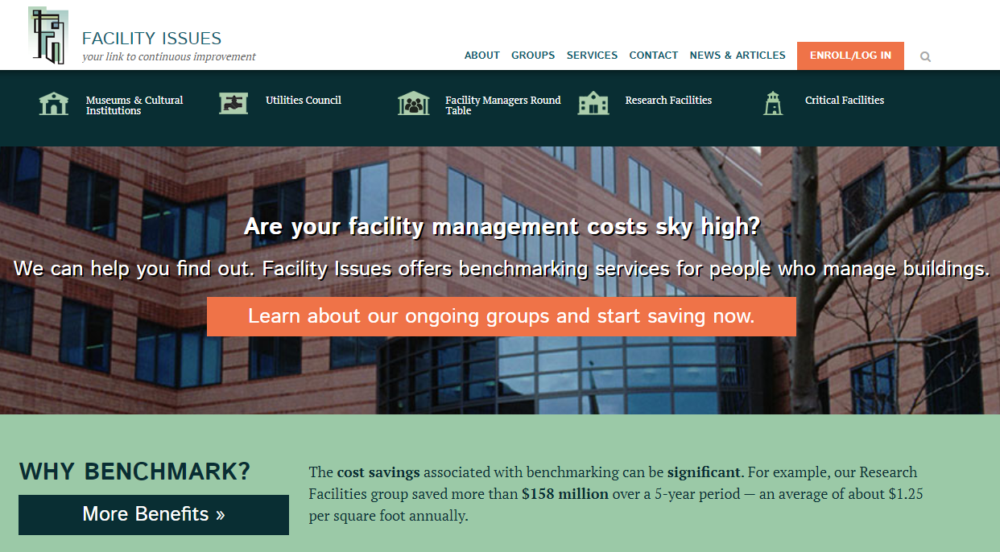 FACILITY ISSUES
your link to continuous improvement
ABOUT GROUPS SERVICES CONTACT NEWS & ARTICLES ENROLL/LOG IN
Museums & Cultural
Institutions
Utilities Council
Facility Managers Round
Table
Research Facilities
Critical Facilities
Are your facility management costs sky high?
We can help you find out. Facility Issues offers benchmarking services for people who manage buildings.
Learn about our ongoing groups and start saving now.
WHY BENCHMARK?
More Benefits »
The cost savings associated with benchmarking can be significant. For example, our Research
Facilities group saved more than $158 million over a 5-year period — an average of about $1.25
per square foot annually.